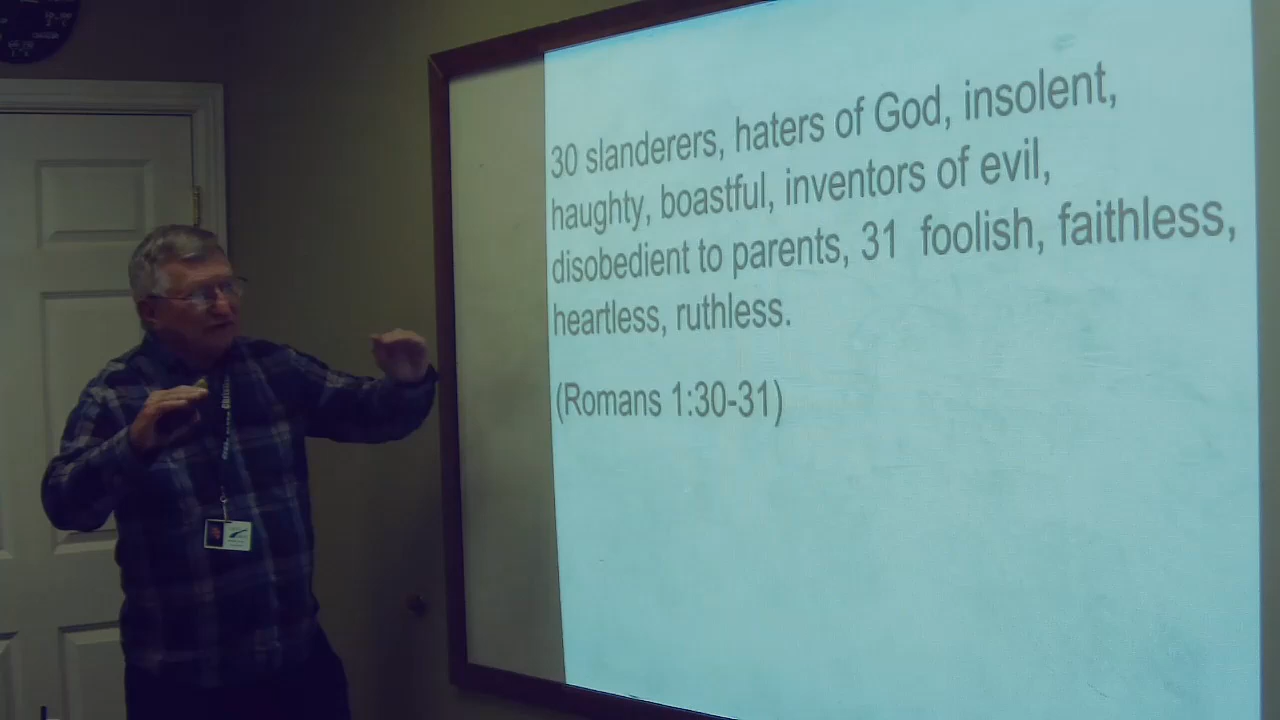 30 slanderers, haters of God, insolent,
haughty, boastful, inventors of evil,
disobedient to parents, 31 foolish, faithless,
heartless, ruthless.
(Romans 1:30-31)